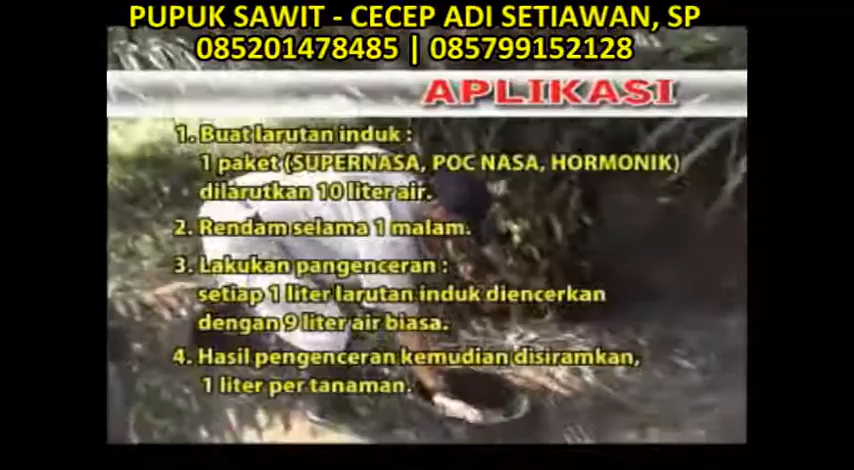 PUPUK SAWIT - CECEP ADI SETIAWAN, SP
085201478485 | 085799152128
APLIKASI
1. Buat larutan induk :
1 paket (SUPERNASA, POC NASA, HORMONIK)
dilarutkan 10 liter air.
2. Rendam selama 1 malam.
3. Lakukan pangenceran :
setiap 1 liter larutan induk diencerkan
dengan 9 liter air biasa.
4. Hasil pengenceran kemudian disiramkan,
1 liter per tanaman.